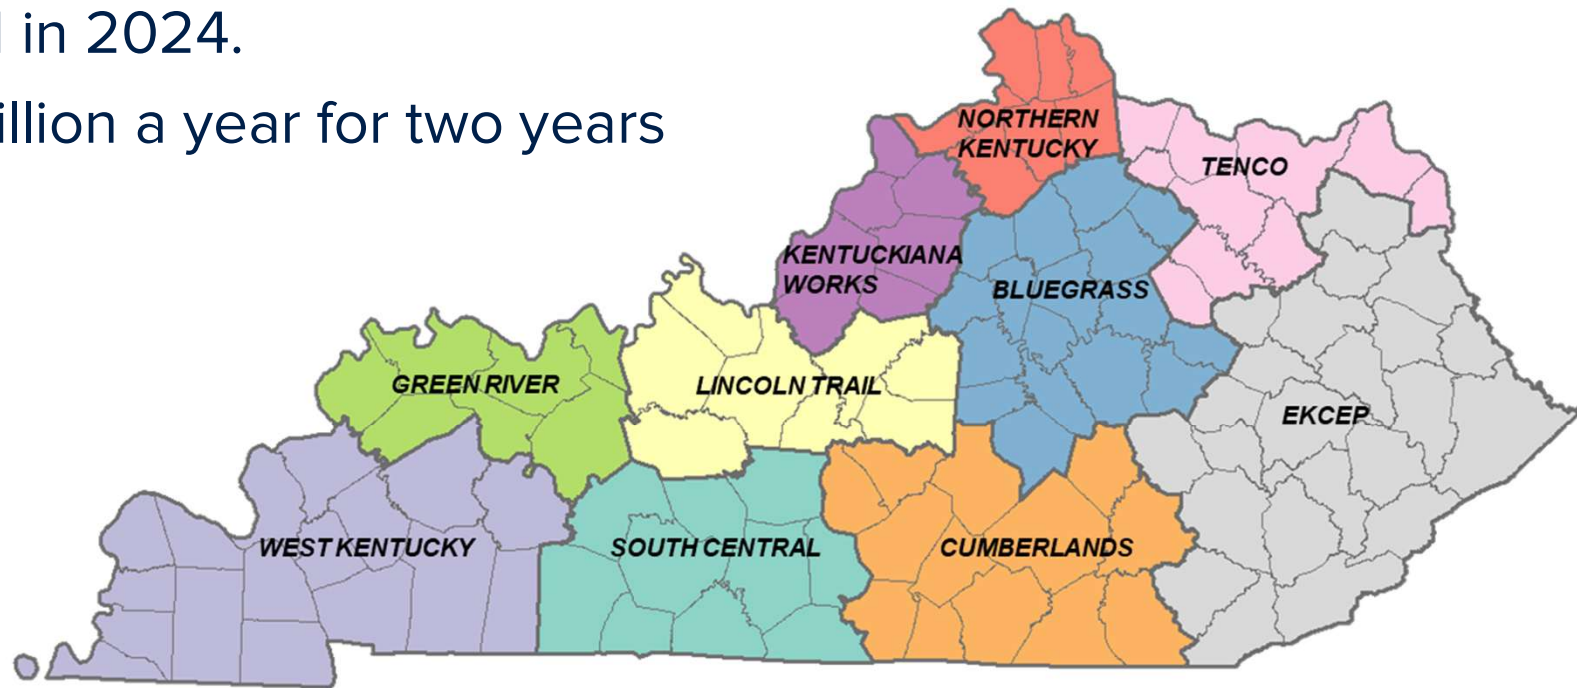 in 2024.
a year for two years
NORTHERN
KENTUCKY
TENCO
KENTUCKIANA
WORKS
BLUEGRASS
GREEN RIVER
LINCOLN TRAIL
EKCEP
WEST KENTUCKY
SOUTH CENTRAL
CUMBERLANDS